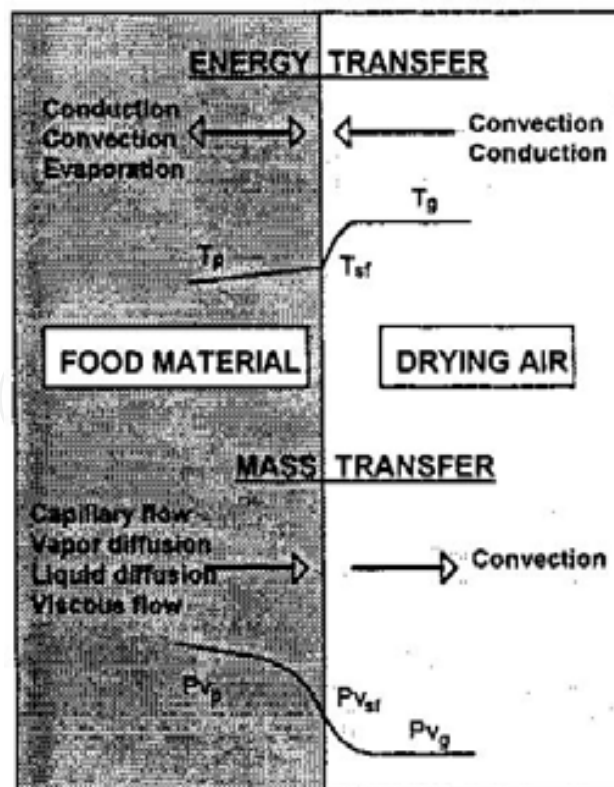 ENERGY TRANSFER
Conduction
Convection
Evaporation
Convection
Conduction
Tg
Tp
Tsf
FOOD MATERIAL
DRYING AIR
MASS TRANSFER
Capillary flow
Vapor diffusion
Liquid diffusion
Viscous flow
Convection
Pvp
Pvsf
Pvg